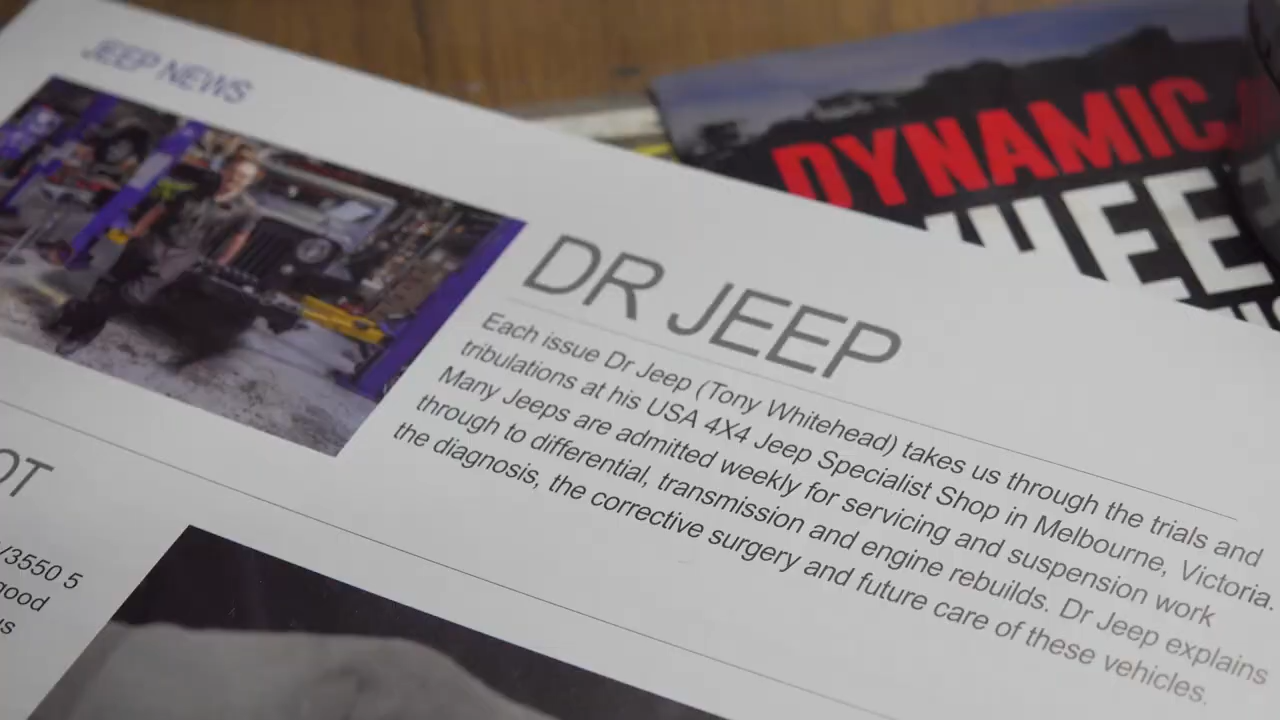 JEEP NEWS
DYNAMIC
WHEE
DR JEEP
Each issue Dr Jeep (Tony Whitehead) takes us through the trials and
tribulations at his USA 4X4 Jeep Specialist Shop in Melbourne, Victoria.
Many Jeeps are admitted weekly for servicing and suspension work
through to differential, transmission and engine rebuilds. Dr Jeep explains
the diagnosis, the corrective surgery and future care of these vehicles.
OT
/3550 5
good
us